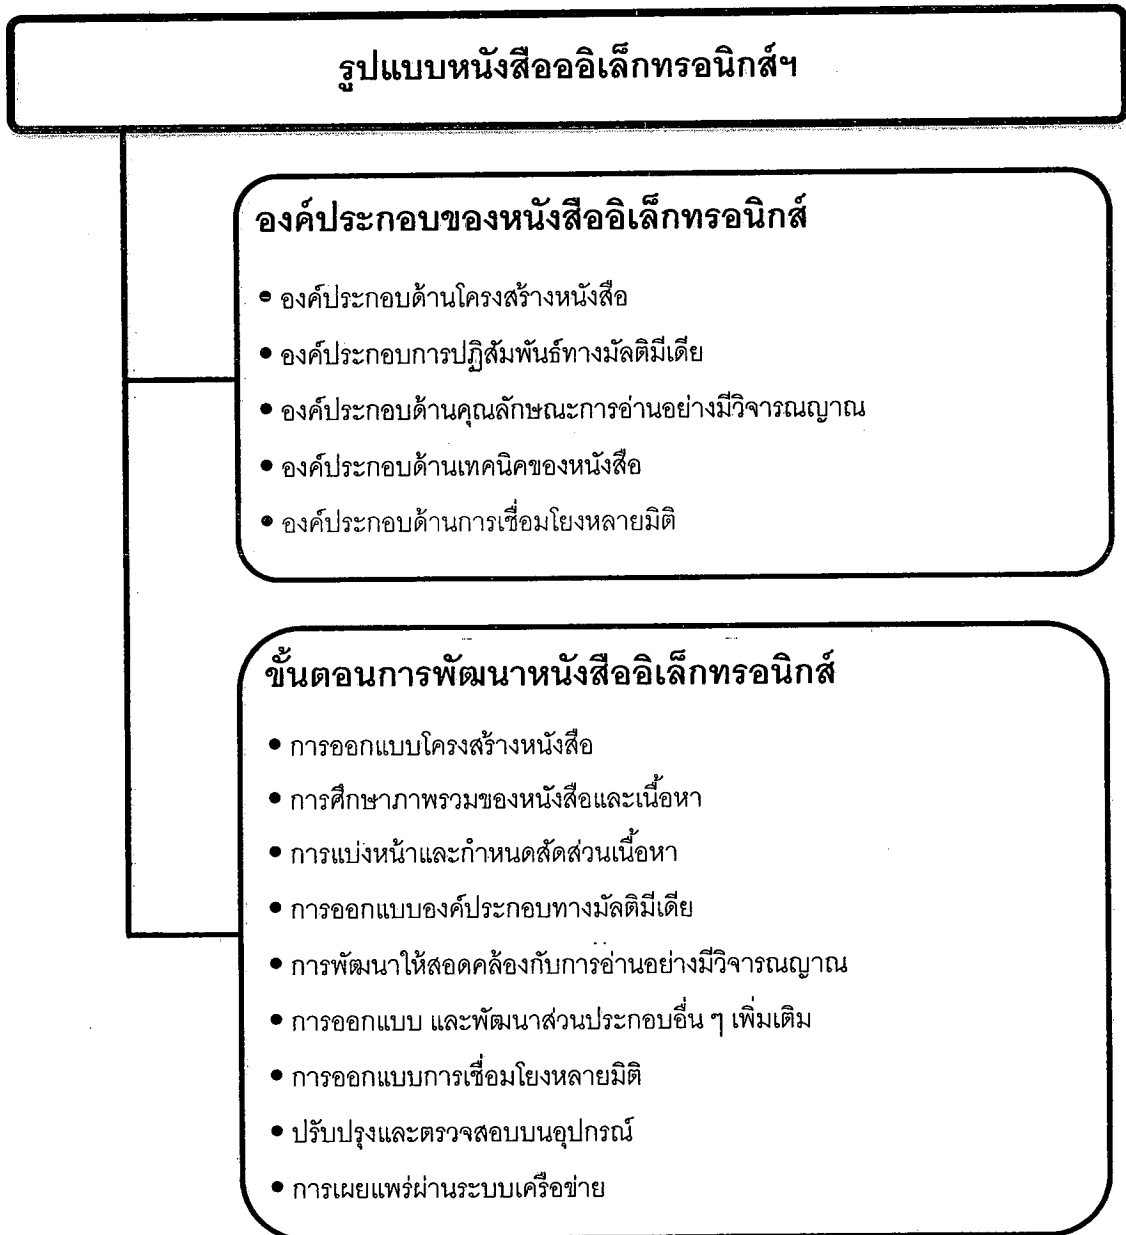 รูปแบบหนังสืออิอิเล็กทรอนิกส์ฯ
องค์ประกอบของหนังสืออิเล็กทรอนิกส์
• องค์ประกอบด้านโครงสร้างหนังสือ
• องค์ประกอบการปฏิสัมพันธ์ทางมัลติมีเดีย
• องค์ประกอบด้านคุณลักษณะการอ่านอย่างมีวิจารณญาณ
• องค์ประกอบด้านเทคนิคของหนังสือ
• องค์ประกอบด้านการเชื่อมโยงหลายมิติ
ขั้นตอนการพัฒนาหนังสืออิเล็กทรอนิกส์
• การออกแบบโครงสร้างหนังสือ
• การศึกษาภาพรวมของหนังสือและเนื้อหา
• การแบ่งหน้าและกำหนดสัดส่วนเนื้อหา
• การออกแบบองค์ประกอบทางมัลติมีเดีย
• การพัฒนาให้สอดคล้องกับการอ่านอย่างมีวิจารณญาณ
• การออกแบบ และพัฒนาส่วนประกอบอื่น ๆ เพิ่มเติม
• การออกแบบการเชื่อมโยงหลายมิติ
• ปรับปรุงและตรวจสอบบนอุปกรณ์
• การเผยแพร่ผ่านระบบเครือข่าย